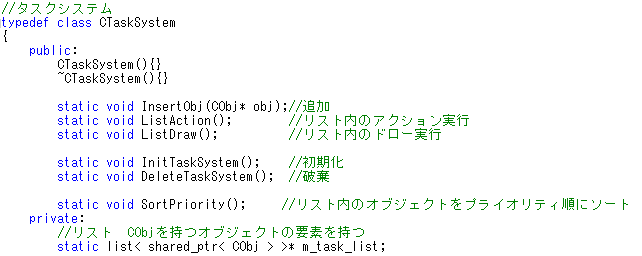 //タスクシステム
typedef class CTaskSystem
{
    public:
        CTaskSystem(){}
        ~CTaskSystem(){}

        static void InsertObj(CObj* obj);//追加
        static void ListAction();        //リスト内のアクション実行
        static void ListDraw();          //リスト内のドロー実行

        static void InitTaskSystem();    //初期化
        static void DeleteTaskSystem();  //破棄

        static void SortPriority();     //リスト内のオブジェクトをプライオリティ順にソート
    private:
        //リスト　CObjを持つオブジェクトの要素を持つ
        static list< shared_ptr< CObj > >* m_task_list;